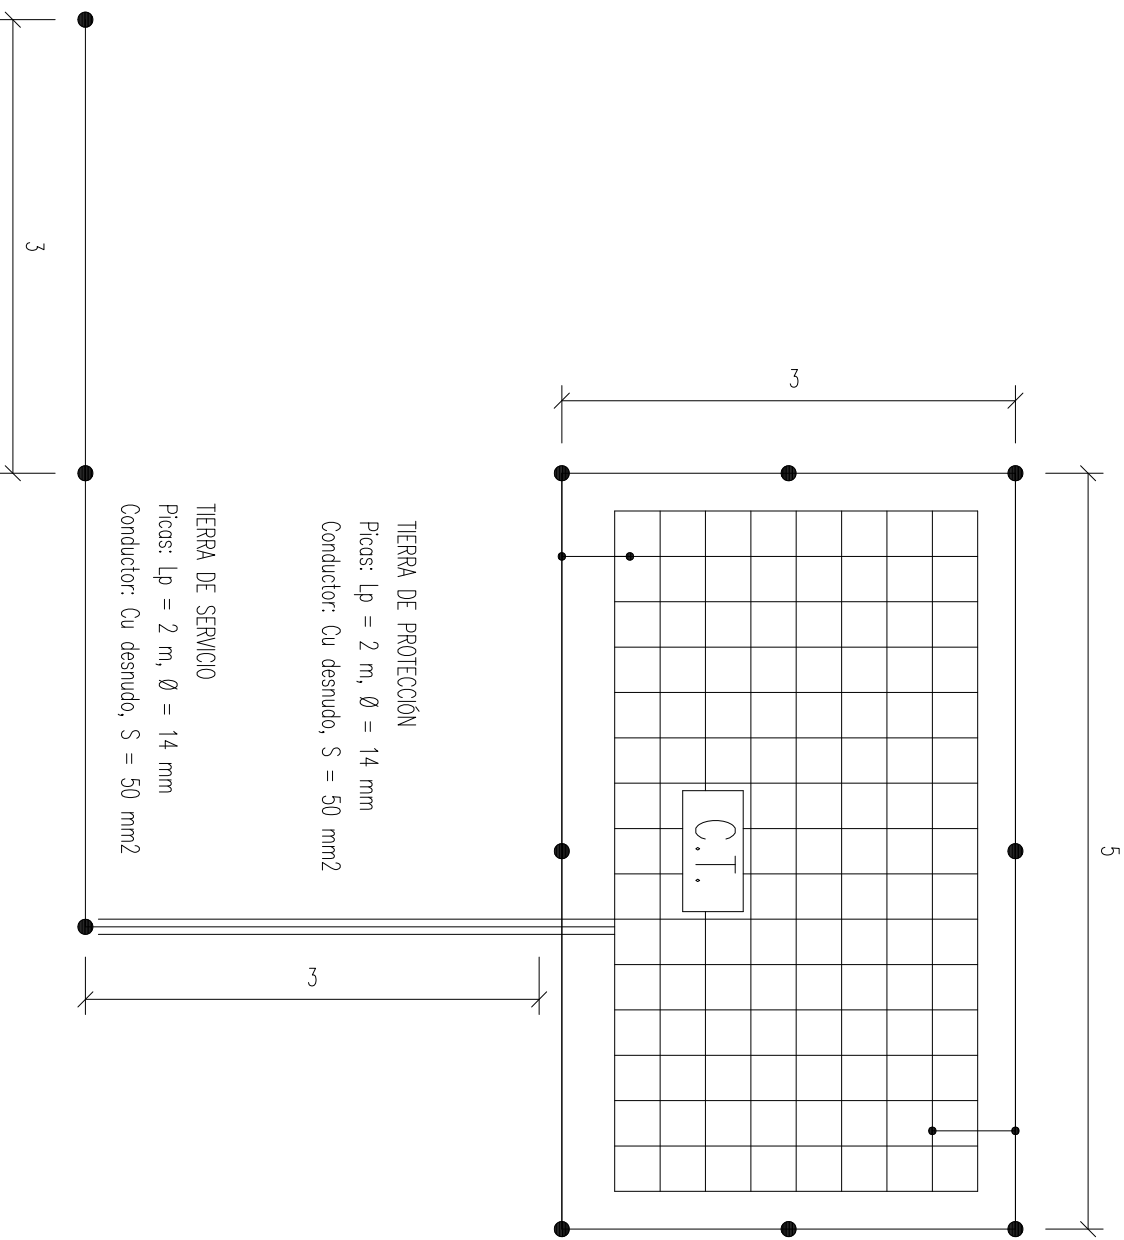 3
3
5
C.T.
TIERRA DE PROTECCIÓN
Picas: Lp = 2 m, Ø = 14 mm
Conductor: Cu desnudo, S = 50 mm2
TIERRA DE SERVICIO
Picas: Lp = 2 m, Ø = 14 mm
Conductor: Cu desnudo, S = 50 mm2
3